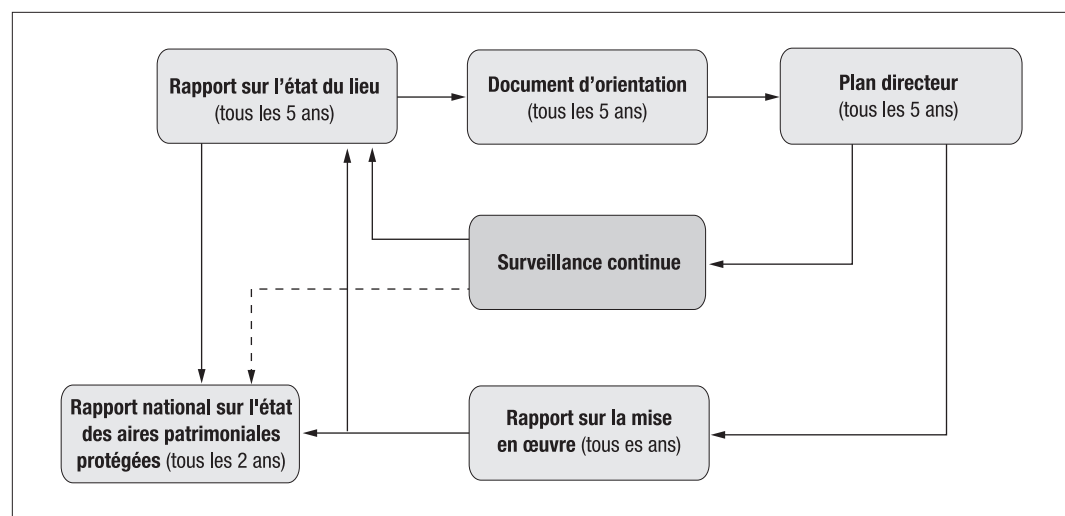 Rapport sur l’état du lieu
(tous les 5 ans)
Document d’orientation
(tous les 5 ans)
Plan directeur
(tous les 5 ans)
Surveillance continue
Rapport national sur l'état
des aires patrimoniales
protégées (tous les 2 ans)
Rapport sur la mise
en œuvre (tous es ans)